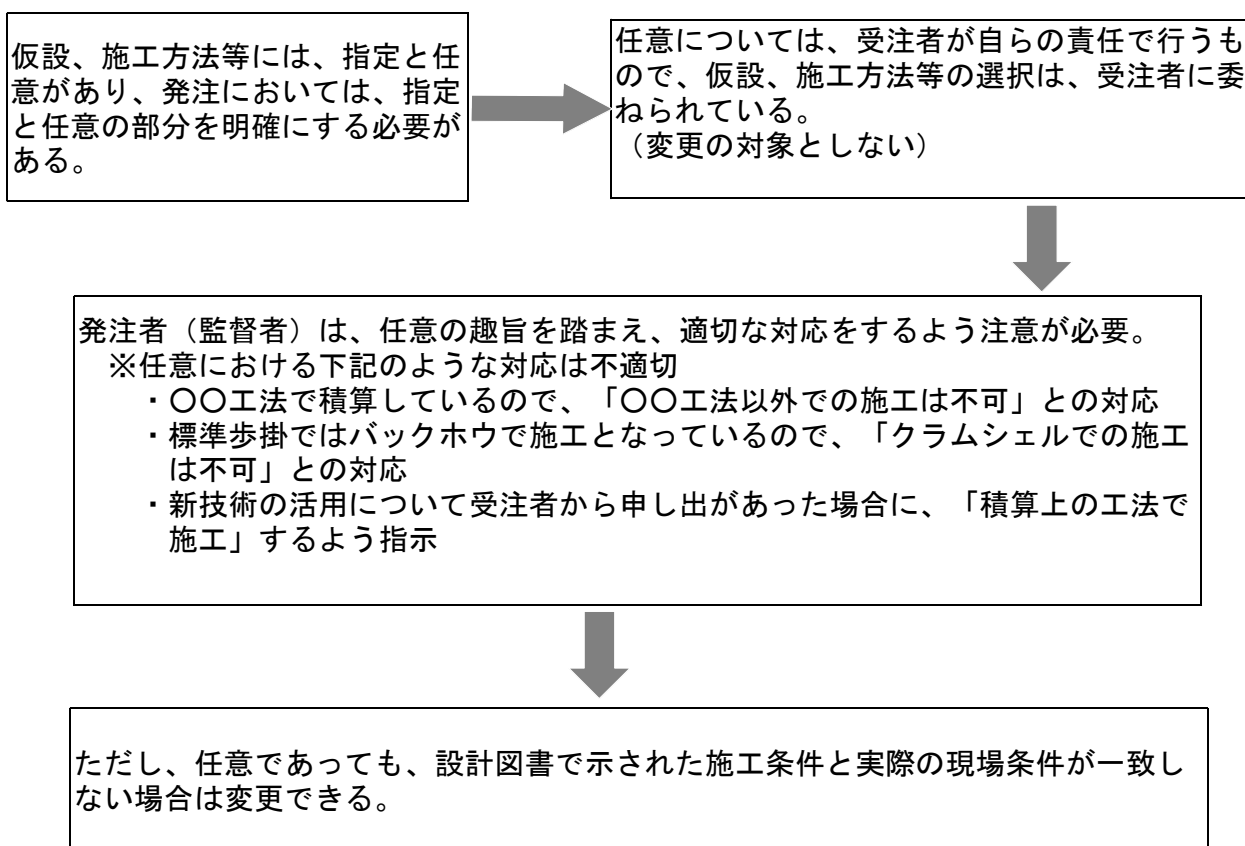 仮設、施工方法等には、指定と任
意があり、発注においては、指定
と任意の部分を明確にする必要が
ある。
任意については、受注者が自らの責任で行うも
ので、仮設、施工方法等の選択は、受注者に委
ねられている。
（変更の対象としない）
発注者（監督者）は、任意の趣旨を踏まえ、適切な対応をするよう注意が必要。
※任意における下記のような対応は不適切
・〇〇工法で積算しているので、「〇〇工法以外での施工は不可」との対応
・標準歩掛ではバックホウで施工となっているので、「クラムシェルでの施工
は不可」との対応
・新技術の活用について受注者から申し出があった場合に、「積算上の工法で
施工」するよう指示
ただし、任意であっても、設計図書で示された施工条件と実際の現場条件が一致し
ない場合は変更できる。